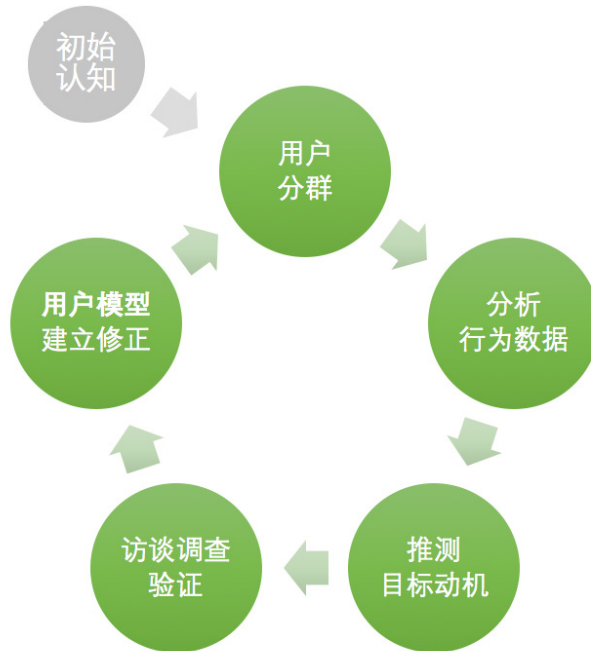 初始
认知
用户
分群
分析
行为数据
推测
目标动机
访谈调查
验证
用户模型
建立修正